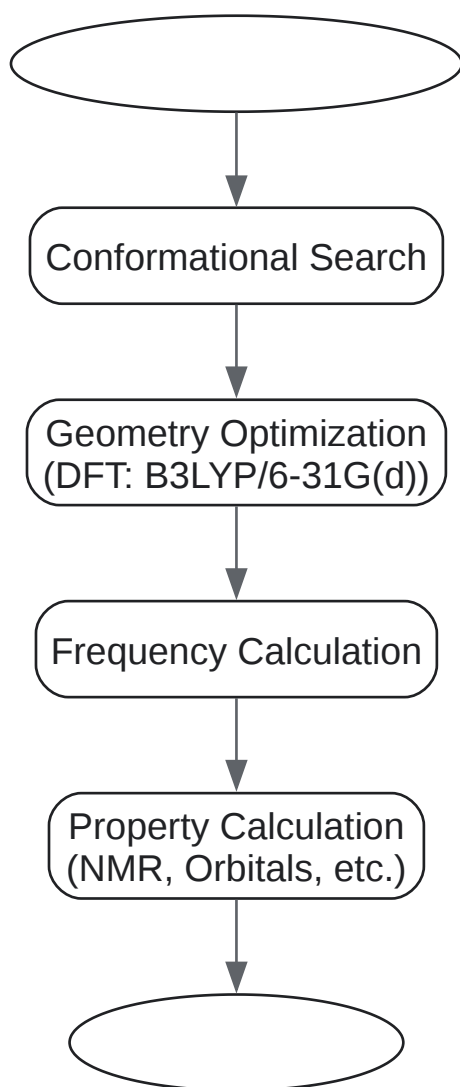 Conformational Search
Geometry Optimization
(DFT: B3LYP/6-31G(d))
Frequency Calculation
Property Calculation
(NMR, Orbitals, etc.)